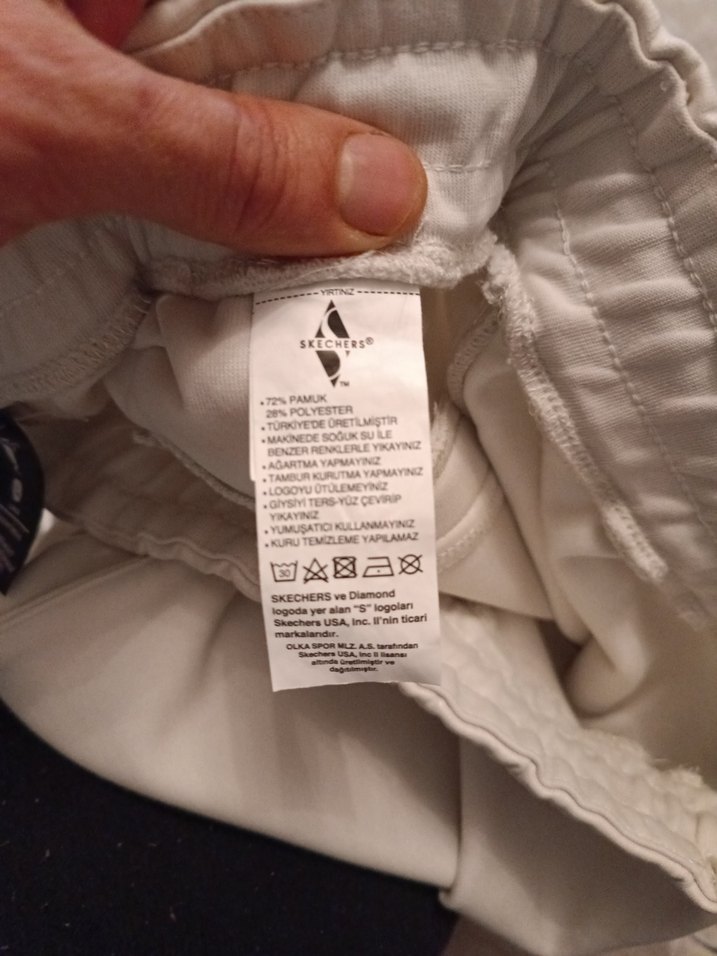 YIRTINIZ
SKECHERS®
TM
• 72% PAMUK
28% POLYESTER
• TÜRKİYE'DE ÜRETİLMİŞTİR
• MAKİNEDE SOĞUK SU İLE
BENZER RENKLERLE YIKAYINIZ
• AĞARTMA YAPMAYINIZ
• TAMBUR KURUTMA YAPMAYINIZ
• LOGOYU ÜTÜLEMEYİNİZ
• GİYSİYİ TERS-YÜZ ÇEVİRİP
YIKAYINIZ
• YUMUŞATICI KULLANMAYINIZ
• KURU TEMİZLEME YAPILAMAZ
30
SKECHERS ve Diamond
logoda yer alan "S" logoları
Skechers USA, Inc. II'nin ticari
markalarıdır.
OLKA SPOR MLZ. A.S. tarafından
Skechers USA, Inc II lisansı
altında üretilmiştir ve
dağıtılmıştır.